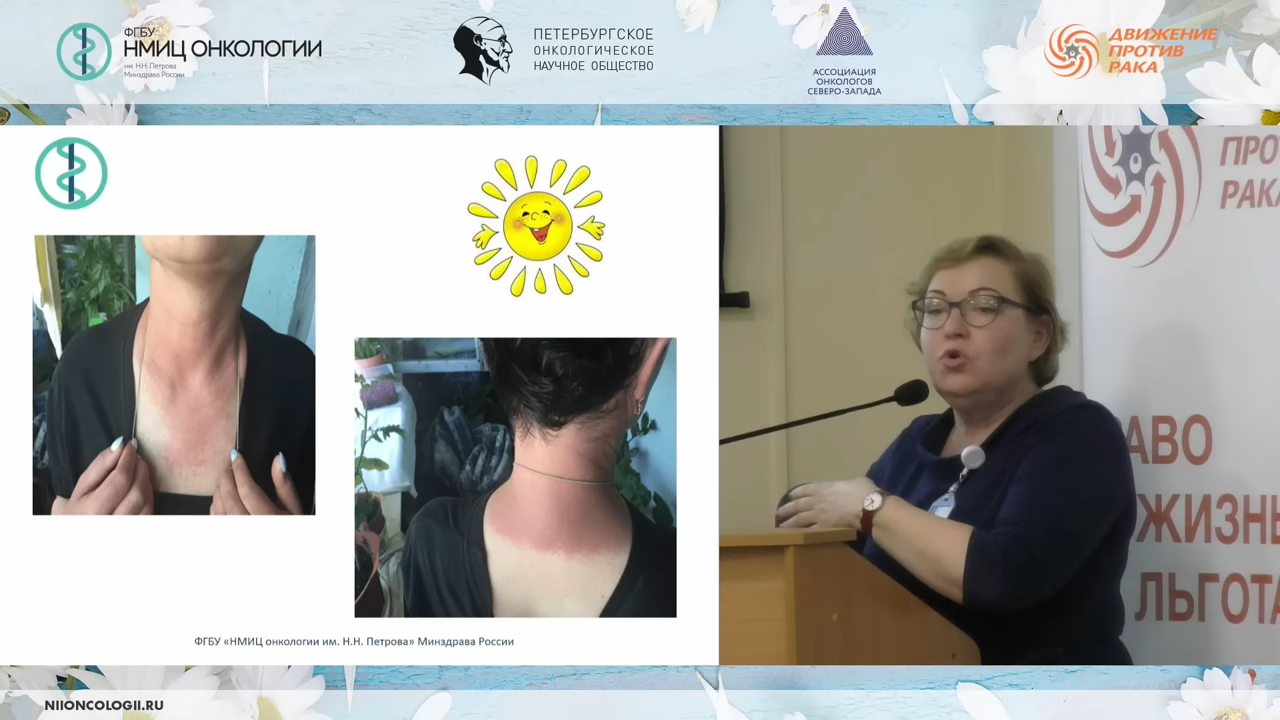 ФГБУ
НМИЦ ОНКОЛОГИИ
им. Н.Н. Петрова
Минздрава России
ПЕТЕРБУРГСКОЕ
ОНКОЛОГИЧЕСКОЕ
НАУЧНОЕ ОБЩЕСТВО
АССОЦИАЦИЯ
ОНКОЛОГОВ
СЕВЕРО-ЗАПАДА
ДВИЖЕНИЕ
ПРОТИВ
РАКА
ПРО
РАКА
АВО
ЖИЗНЬ
ЛЬГОТА
ФГБУ «НМИЦ онкологии им. Н.Н. Петрова» Минздрава России
NIIONCOLOGII.RU